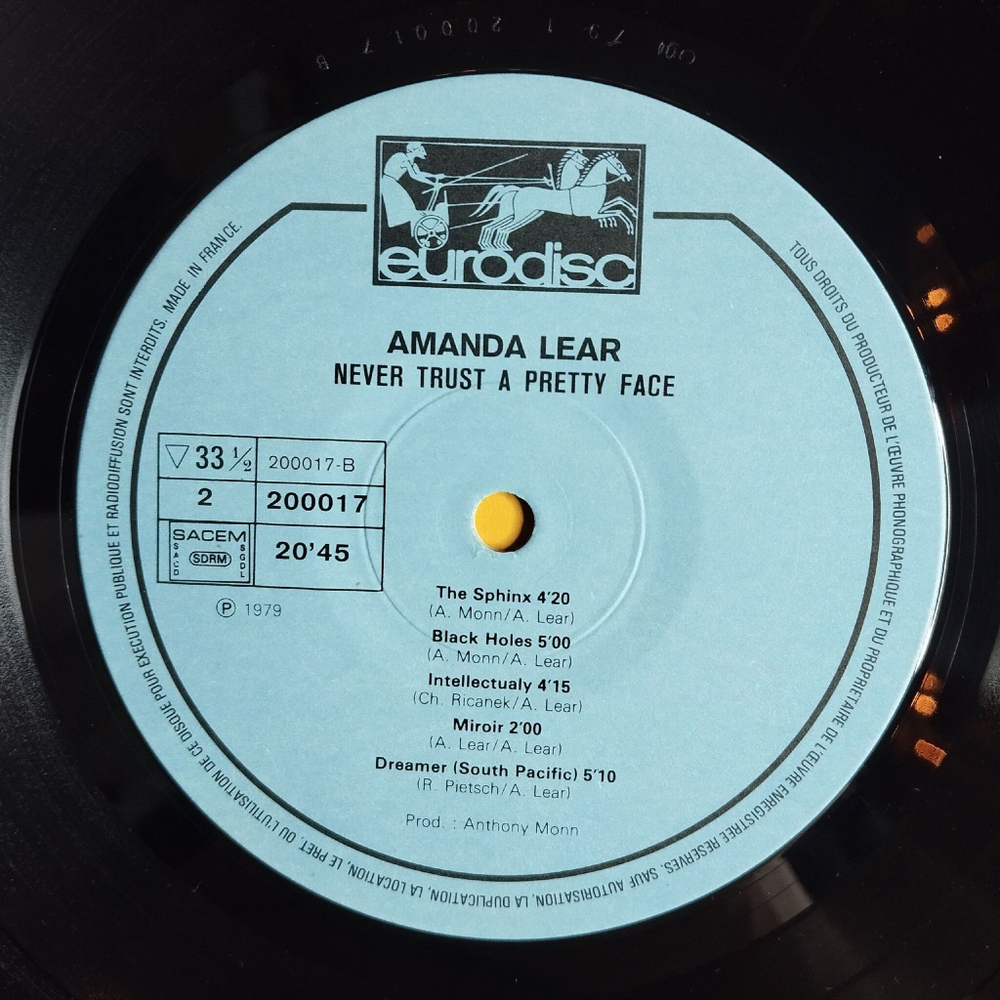 200017 B
eurodisc
AMANDA LEAR
NEVER TRUST A PRETTY FACE
▽ 33 1/2
200017-B
2
200017
SACEM
SACD
SDRM
SGDL
20'45
Ⓟ 1979
The Sphinx 4'20
(A. Monn/A. Lear)
Black Holes 5'00
(A. Monn/A. Lear)
Intellectualy 4'15
(Ch. Ricanek/A. Lear)
Miroir 2'00
(A. Lear/A. Lear)
Dreamer (South Pacific) 5'10
(R. Pietsch/A. Lear)
Prod. : Anthony Monn
TOUS DROITS DU PRODUCTEUR DE L'ŒUVRE PHONOGRAPHIQUE ET DU PROPRIETAIRE DE L'ŒUVRE ENREGISTREE RESERVES. SAUF AUTORISATION, LA DUPLICATION, LA LOCATION, LE PRET, OU L'UTILISATION DE CE DISQUE POUR EXECUTION PUBLIQUE ET RADIODIFFUSION SONT INTERDITS. MADE IN FRANCE.